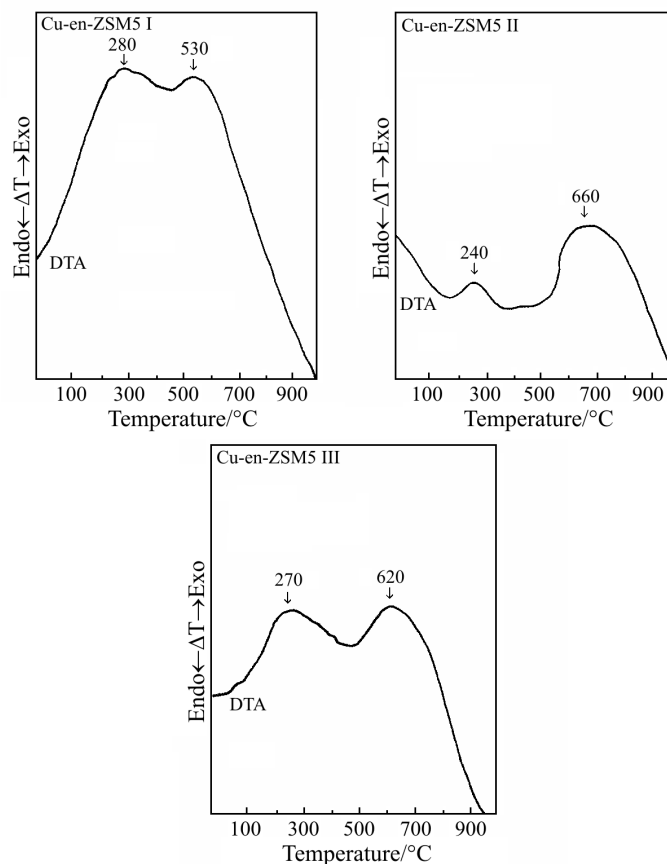 Cu-en-ZSM5 I
280
530
Endo←ΔT→Exo
DTA
100
300
500
700
900
Temperature/°C
Cu-en-ZSM5 II
240
660
Endo←ΔT→Exo
DTA
100
300
500
700
900
Temperature/°C
Cu-en-ZSM5 III
270
620
Endo←ΔT→Exo
DTA
100
300
500
700
900
Temperature/°C